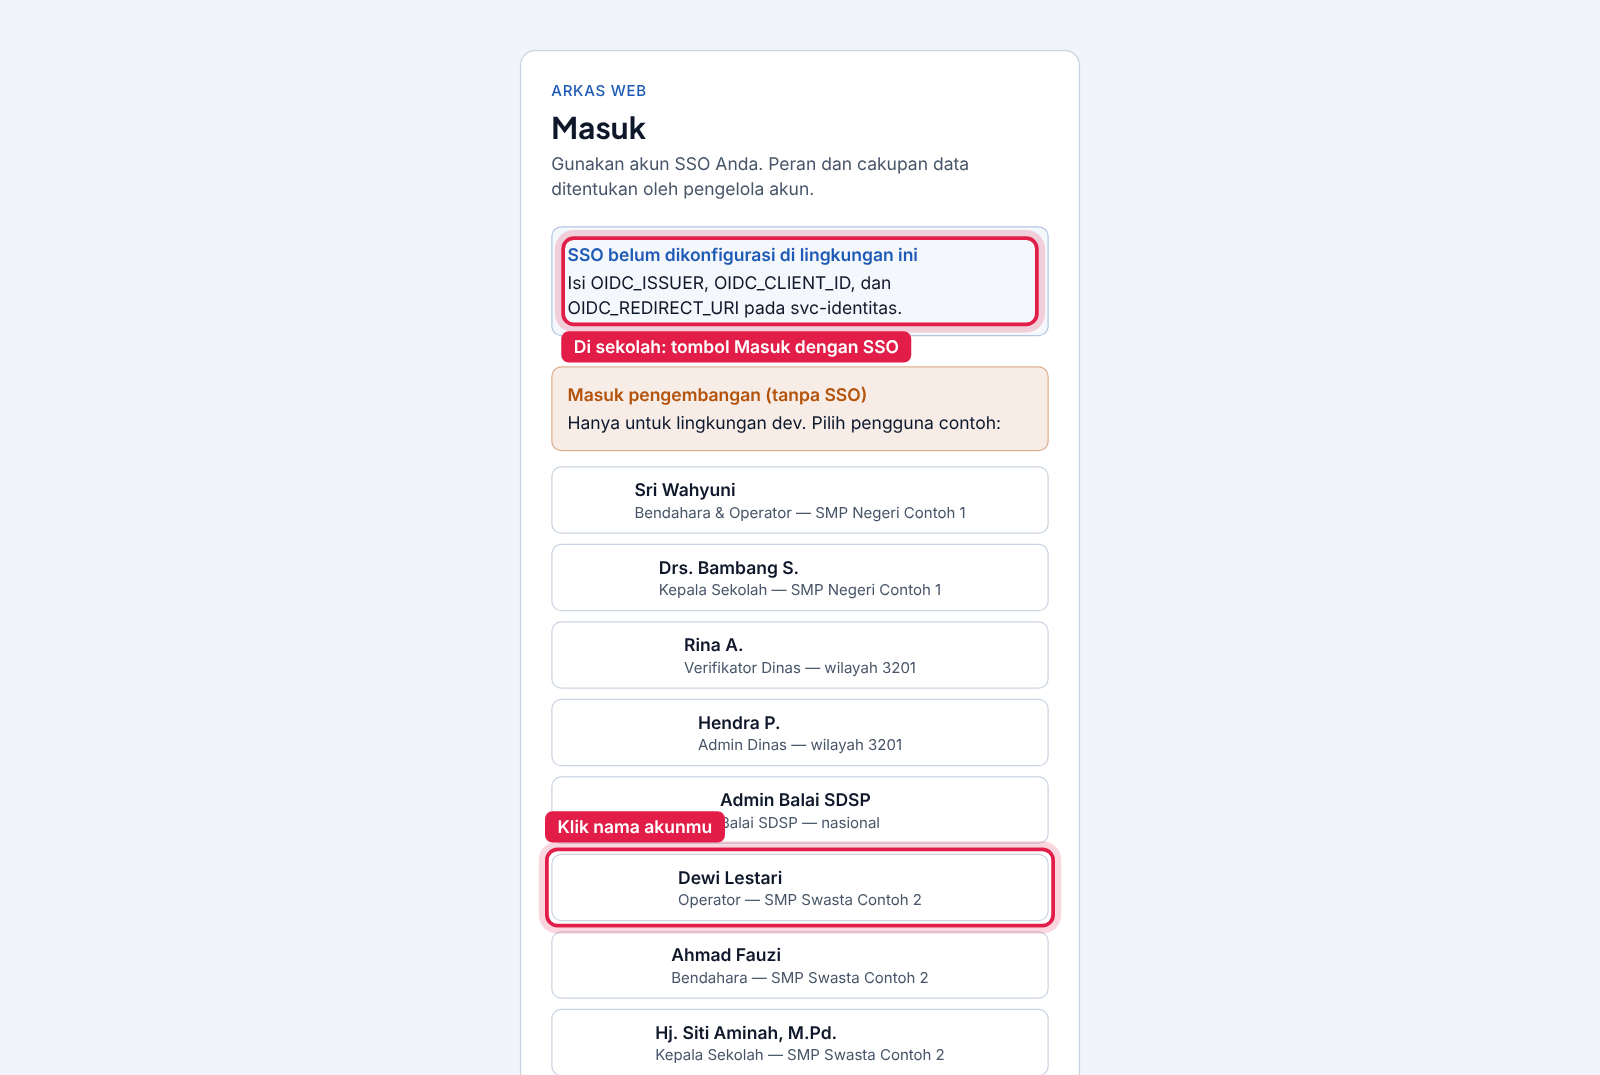 ARKAS WEB
Masuk
Gunakan akun SSO Anda. Peran dan cakupan data
ditentukan oleh pengelola akun.
SSO belum dikonfigurasi di lingkungan ini
Isi OIDC_ISSUER, OIDC_CLIENT_ID, dan
OIDC_REDIRECT_URI pada svc-identitas.
Di sekolah: tombol Masuk dengan SSO
Masuk pengembangan (tanpa SSO)
Hanya untuk lingkungan dev. Pilih pengguna contoh:
Sri Wahyuni
Bendahara & Operator — SMP Negeri Contoh 1
Drs. Bambang S.
Kepala Sekolah — SMP Negeri Contoh 1
Rina A.
Verifikator Dinas — wilayah 3201
Hendra P.
Admin Dinas — wilayah 3201
Admin Balai SDSP
Balai SDSP — nasional
Klik nama akunmu
Dewi Lestari
Operator — SMP Swasta Contoh 2
Ahmad Fauzi
Bendahara — SMP Swasta Contoh 2
Hj. Siti Aminah, M.Pd.
Kepala Sekolah — SMP Swasta Contoh 2